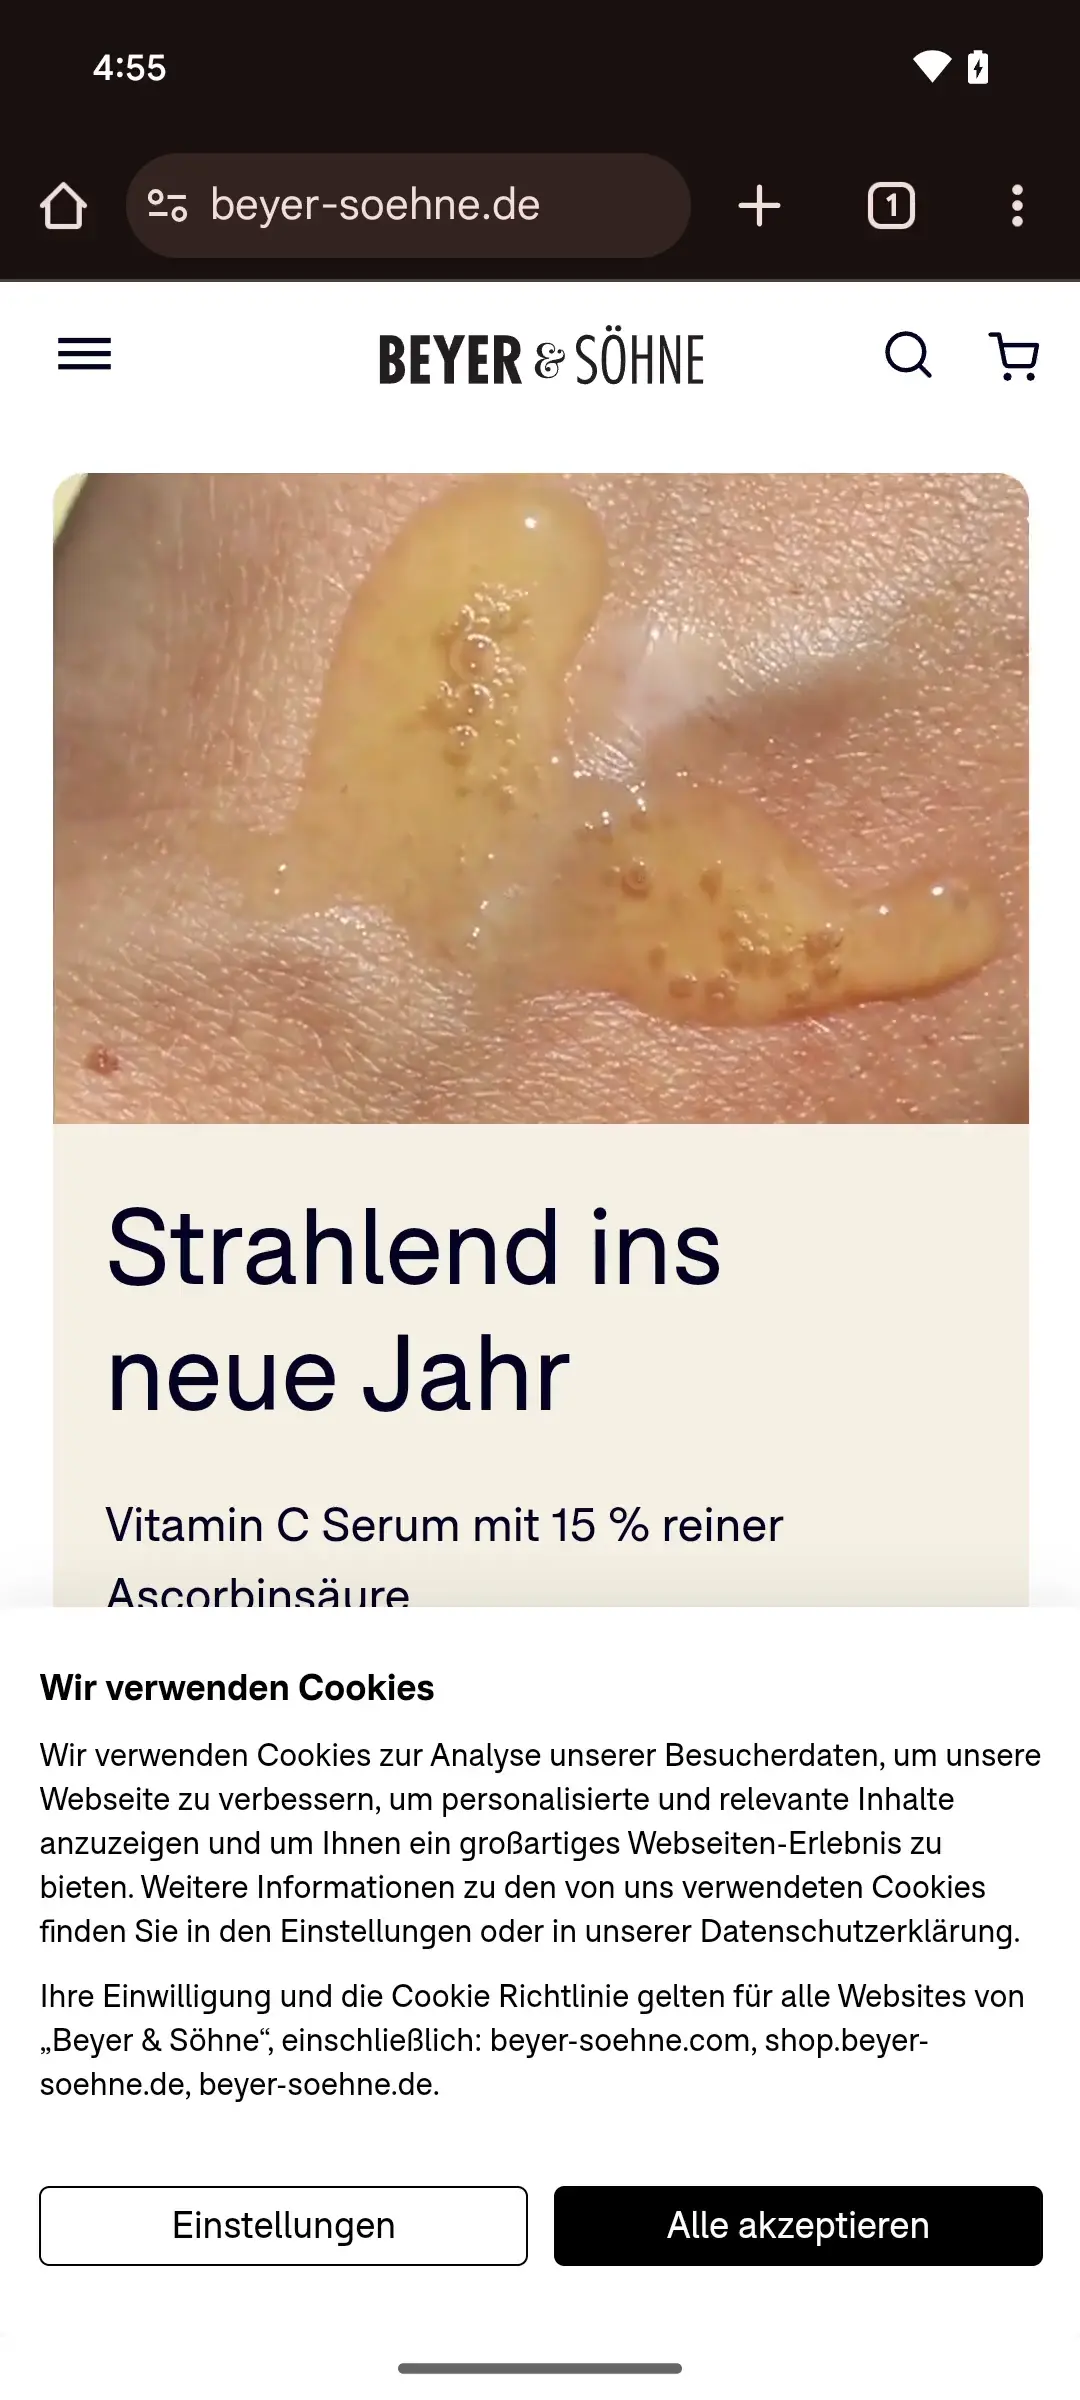 4:55
beyer-soehne.de
1
BEYER & SÖHNE
Strahlend ins
neue Jahr
Vitamin C Serum mit 15 % reiner
Ascorbinsäure
Wir verwenden Cookies
Wir verwenden Cookies zur Analyse unserer Besucherdaten, um unsere
Webseite zu verbessern, um personalisierte und relevante Inhalte
anzuzeigen und um Ihnen ein großartiges Webseiten-Erlebnis zu
bieten. Weitere Informationen zu den von uns verwendeten Cookies
finden Sie in den Einstellungen oder in unserer Datenschutzerklärung.
Ihre Einwilligung und die Cookie Richtlinie gelten für alle Websites von
„Beyer & Söhne“, einschließlich: beyer-soehne.com, shop.beyer-
soehne.de, beyer-soehne.de.
Einstellungen
Alle akzeptieren